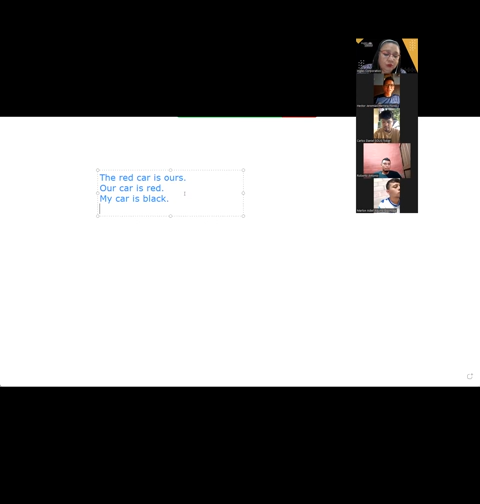 The red car is ours.
Our car is red.
My car is black.